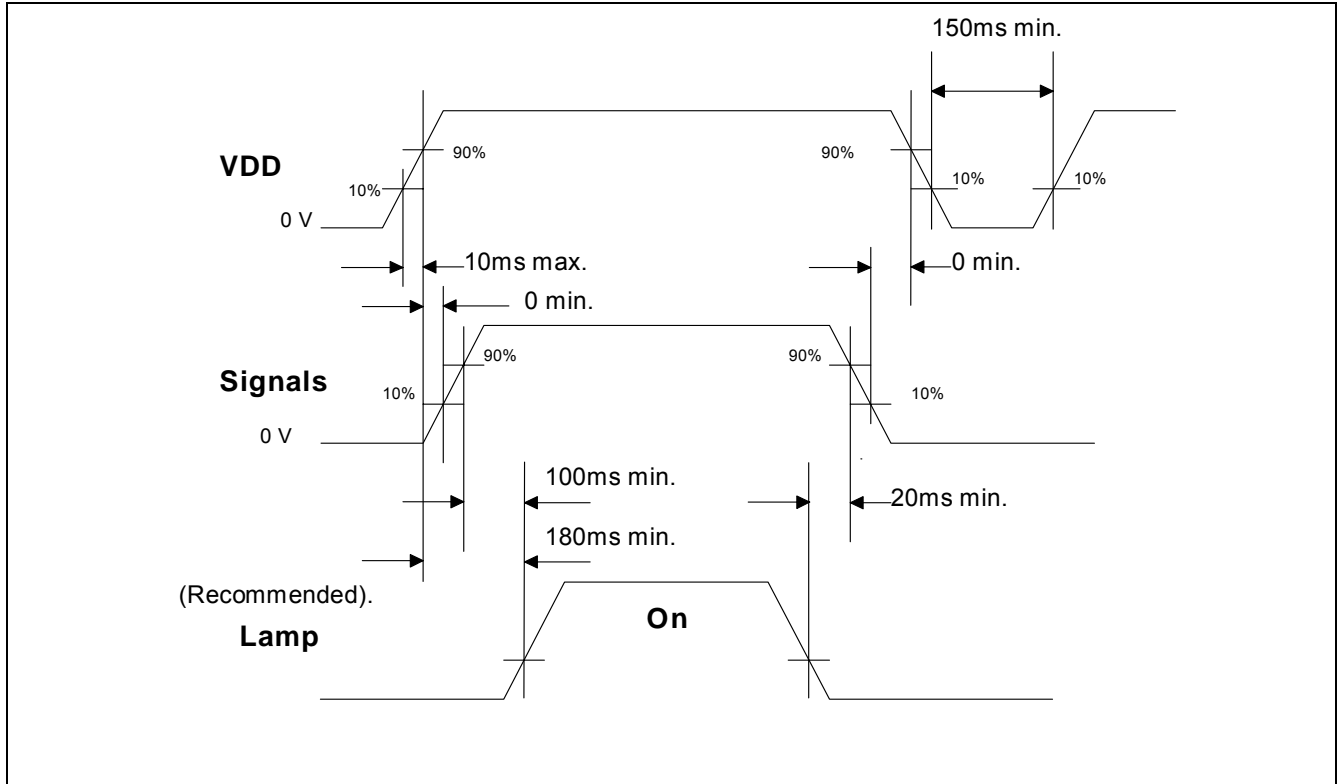 150ms min.
VDD
90%
90%
10%
10%
10%
0 V
10ms max.
0 min.
0 min.
Signals
90%
90%
10%
10%
0 V
100ms min.
20ms min.
180ms min.
(Recommended).
Lamp
On